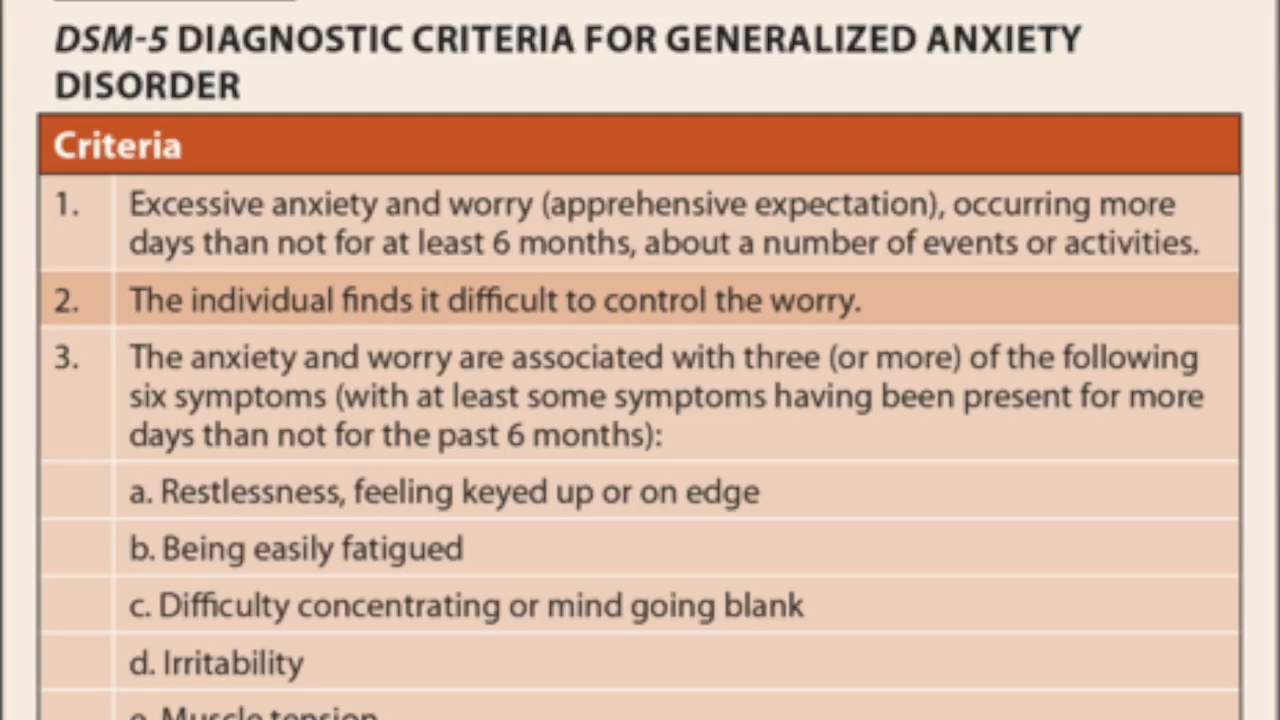 DSM-5 DIAGNOSTIC CRITERIA FOR GENERALIZED ANXIETY
DISORDER
Criteria
1. Excessive anxiety and worry (apprehensive expectation), occurring more
days than not for at least 6 months, about a number of events or activities.
2. The individual finds it difficult to control the worry.
3. The anxiety and worry are associated with three (or more) of the following
six symptoms (with at least some symptoms having been present for more
days than not for the past 6 months):
a. Restlessness, feeling keyed up or on edge
b. Being easily fatigued
c. Difficulty concentrating or mind going blank
d. Irritability
e. Muscle tension